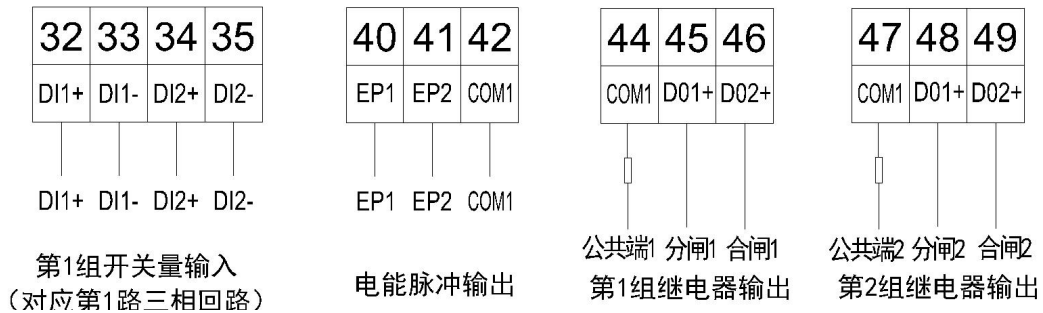 32 33 34 35
DI1+ DI1- DI2+ DI2-
DI1+ DI1- DI2+ DI2-
第1组开关量输入
（对应第1路三相回路）
40 41 42
EP1 EP2 COM1
EP1 EP2 COM1
电能脉冲输出
44 45 46
COM1 D01+ D02+
公共端1 分闸1 合闸1
第1组继电器输出
47 48 49
COM1 D01+ D02+
公共端2 分闸2 合闸2
第2组继电器输出